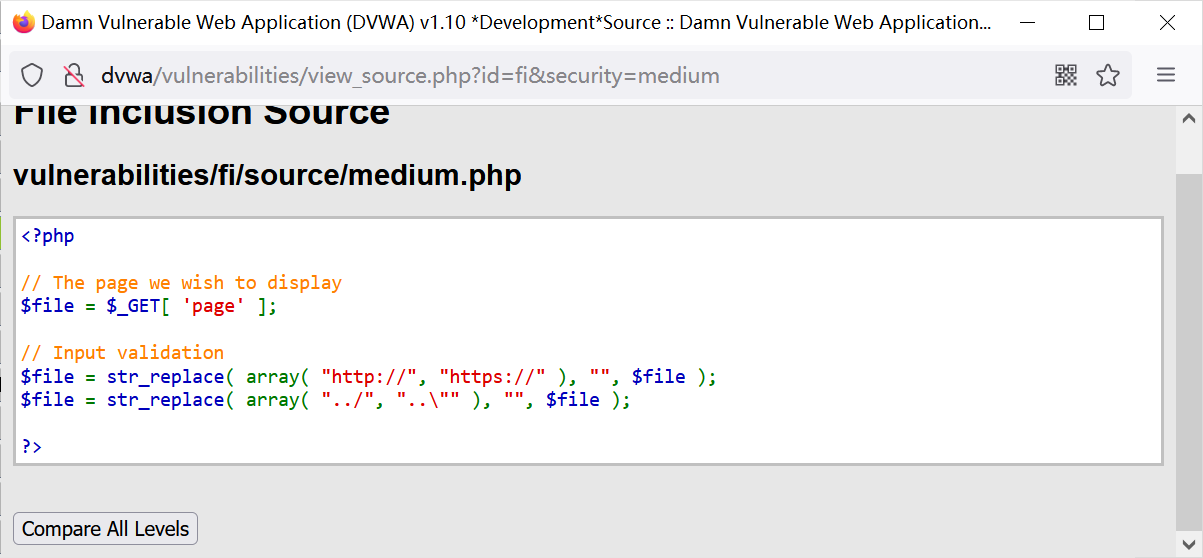 Damn Vulnerable Web Application (DVWA) v1.10 *Development*Source :: Damn Vulnerable Web Application...
dvwa/vulnerabilities/view_source.php?id=fi&security=medium
File Inclusion Source
vulnerabilities/fi/source/medium.php
<?php
// The page we wish to display
$file = $_GET[ 'page' ];
// Input validation
$file = str_replace( array( "http://", "https://" ), "", $file );
$file = str_replace( array( "../", "..\"" ), "", $file );
?>
Compare All Levels